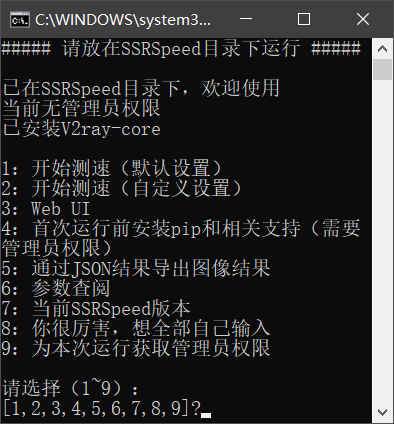 C:\WINDOWS\system3...
##### 请放在SSRSpeed目录下运行 #####
已在SSRSpeed目录下，欢迎使用
当前无管理员权限
已安装V2ray-core
1：开始测速（默认设置）
2：开始测速（自定义设置）
3：Web UI
4：首次运行前安装pip和相关支持（需要
管理员权限）
5：通过JSON结果导出图像结果
6：参数查阅
7：当前SSRSpeed版本
8：你很厉害，想全部自己输入
9：为本次运行获取管理员权限
请选择（1~9）：
[1,2,3,4,5,6,7,8,9]?